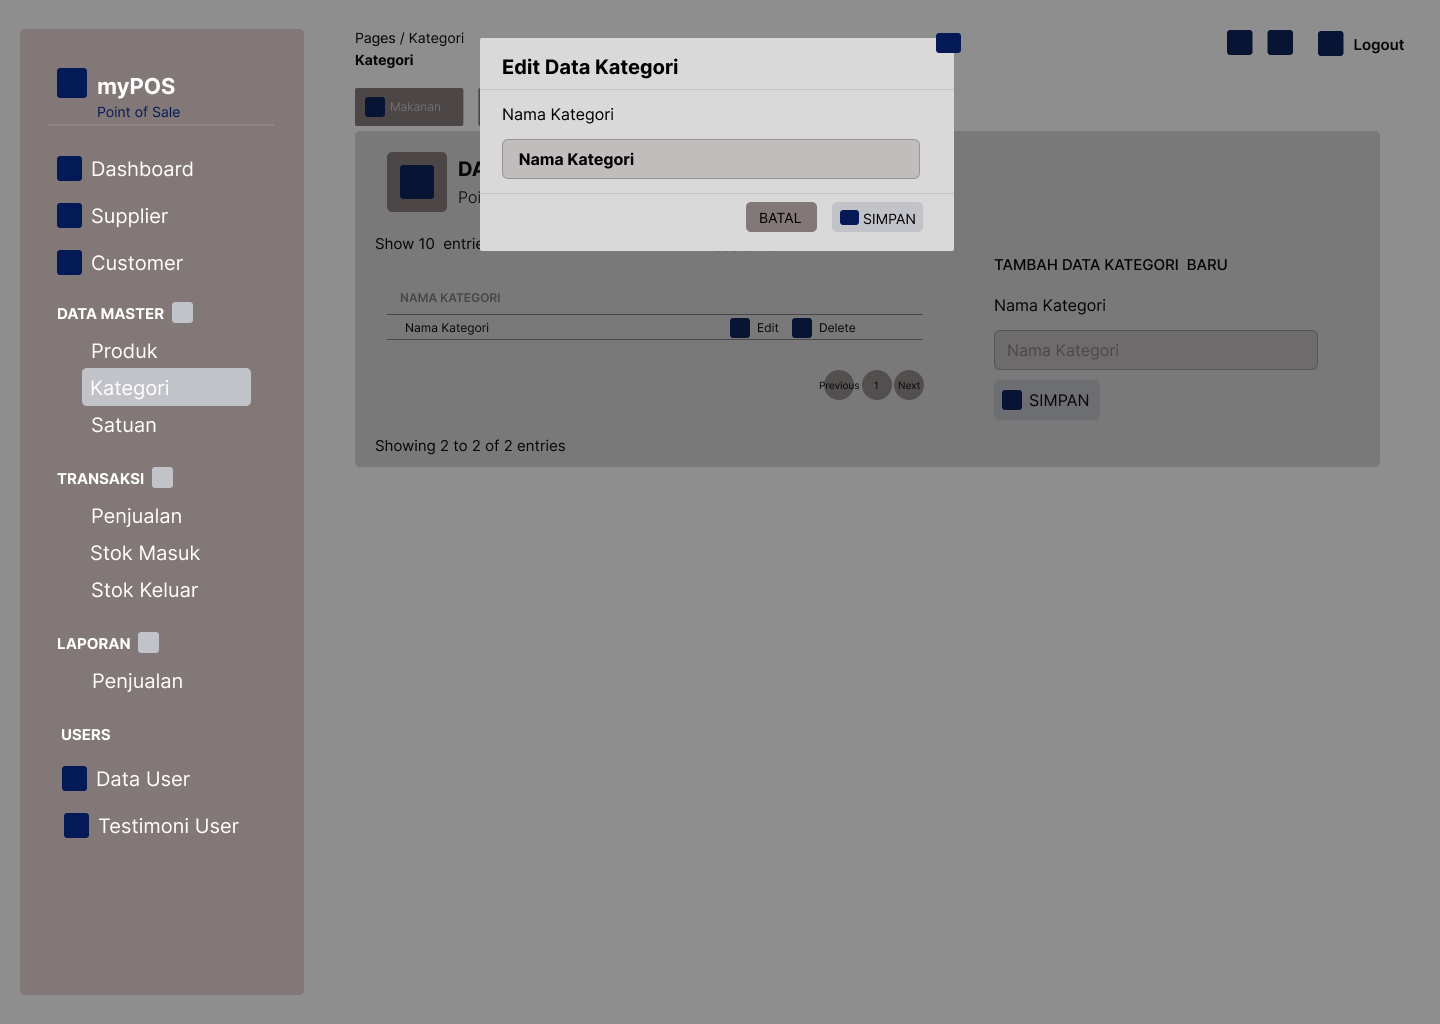 myPOS
Point of Sale
Dashboard
Supplier
Customer
DATA MASTER
Produk
Kategori
Satuan
TRANSAKSI
Penjualan
Stok Masuk
Stok Keluar
LAPORAN
Penjualan
USERS
Data User
Testimoni User
Pages / Kategori
Kategori
Logout
Makanan
Edit Data Kategori
Nama Kategori
Nama Kategori
BATAL
SIMPAN
Show 10 entrie
NAMA KATEGORI
Nama Kategori Edit Delete
Previous 1 Next
Showing 2 to 2 of 2 entries
TAMBAH DATA KATEGORI BARU
Nama Kategori
Nama Kategori
SIMPAN